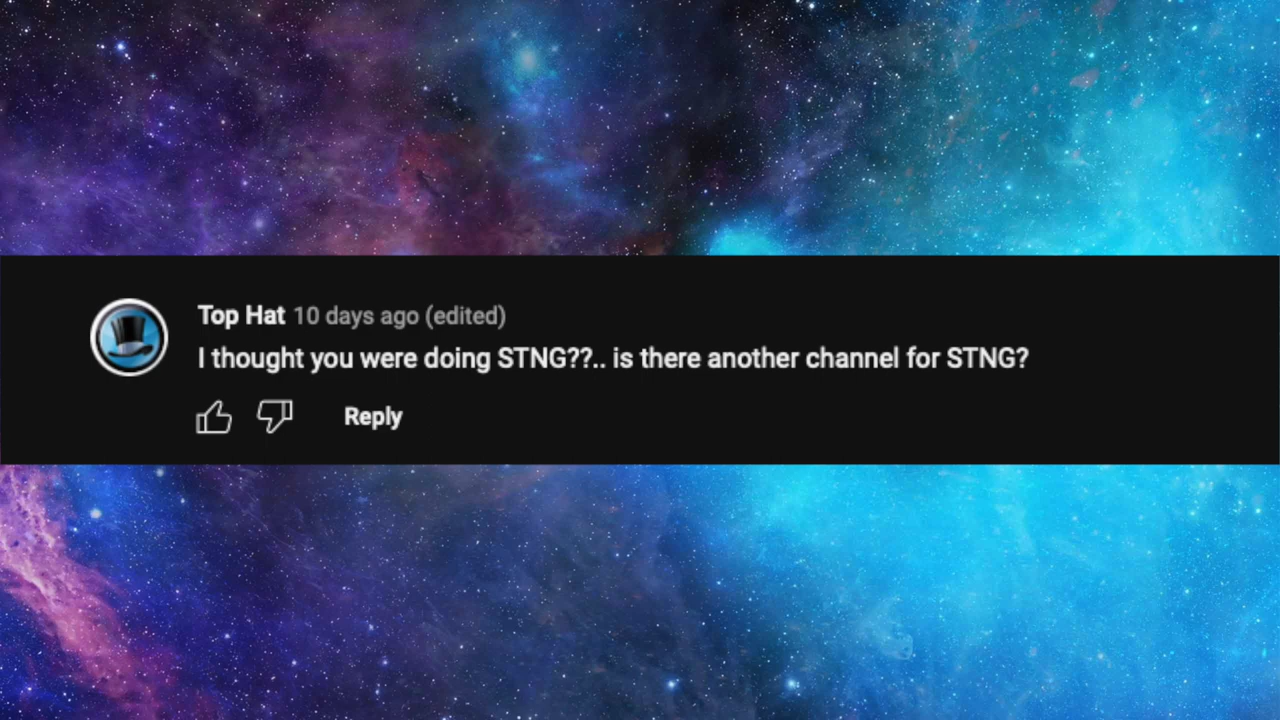 Top Hat 10 days ago (edited)
I thought you were doing STNG??.. is there another channel for STNG?
Reply